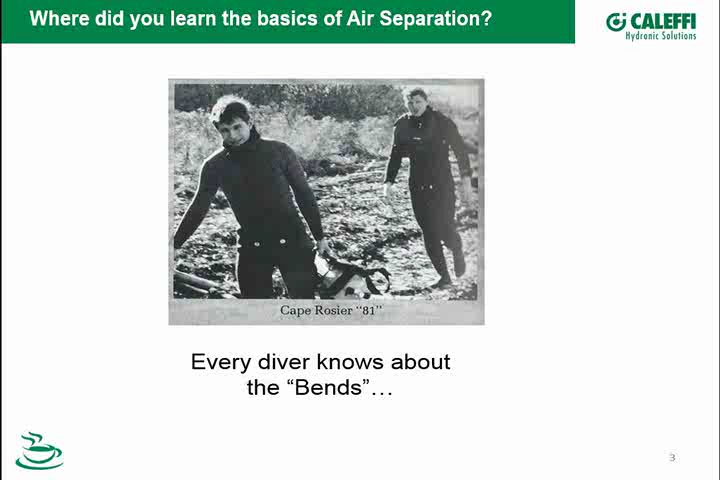 Where did you learn the basics of Air Separation?
CALEFFI
Hydronic Solutions
Cape Rosier “81”
Every diver knows about
the “Bends”…
3